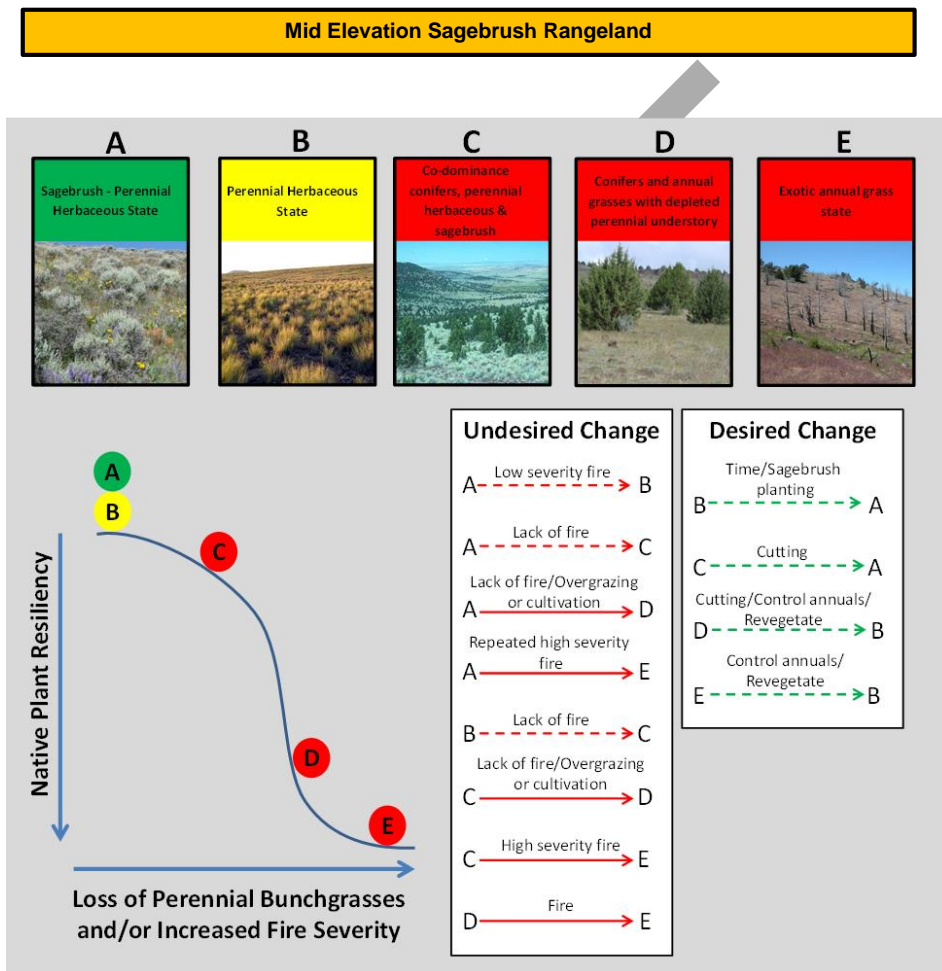 Mid Elevation Sagebrush Rangeland
A
B
C
D
E
Sagebrush - Perennial
Herbaceous State
Perennial Herbaceous
State
Co-dominance
conifers, perennial
herbaceous &
sagebrush
Conifers and annual
grasses with depleted
perennial understory
Exotic annual grass
state
A
B
C
D
E
Native Plant Resiliency
Loss of Perennial Bunchgrasses
and/or Increased Fire Severity
Undesired Change
Low severity fire
A B
Lack of fire
A C
Lack of fire/Overgrazing
or cultivation
A D
Repeated high severity
fire
A E
Lack of fire
B C
Lack of fire/Overgrazing
or cultivation
C D
High severity fire
C E
Fire
D E
Desired Change
Time/Sagebrush
planting
B A
Cutting
C A
Cutting/Control annuals/
Revegetate
D B
Control annuals/
Revegetate
E B